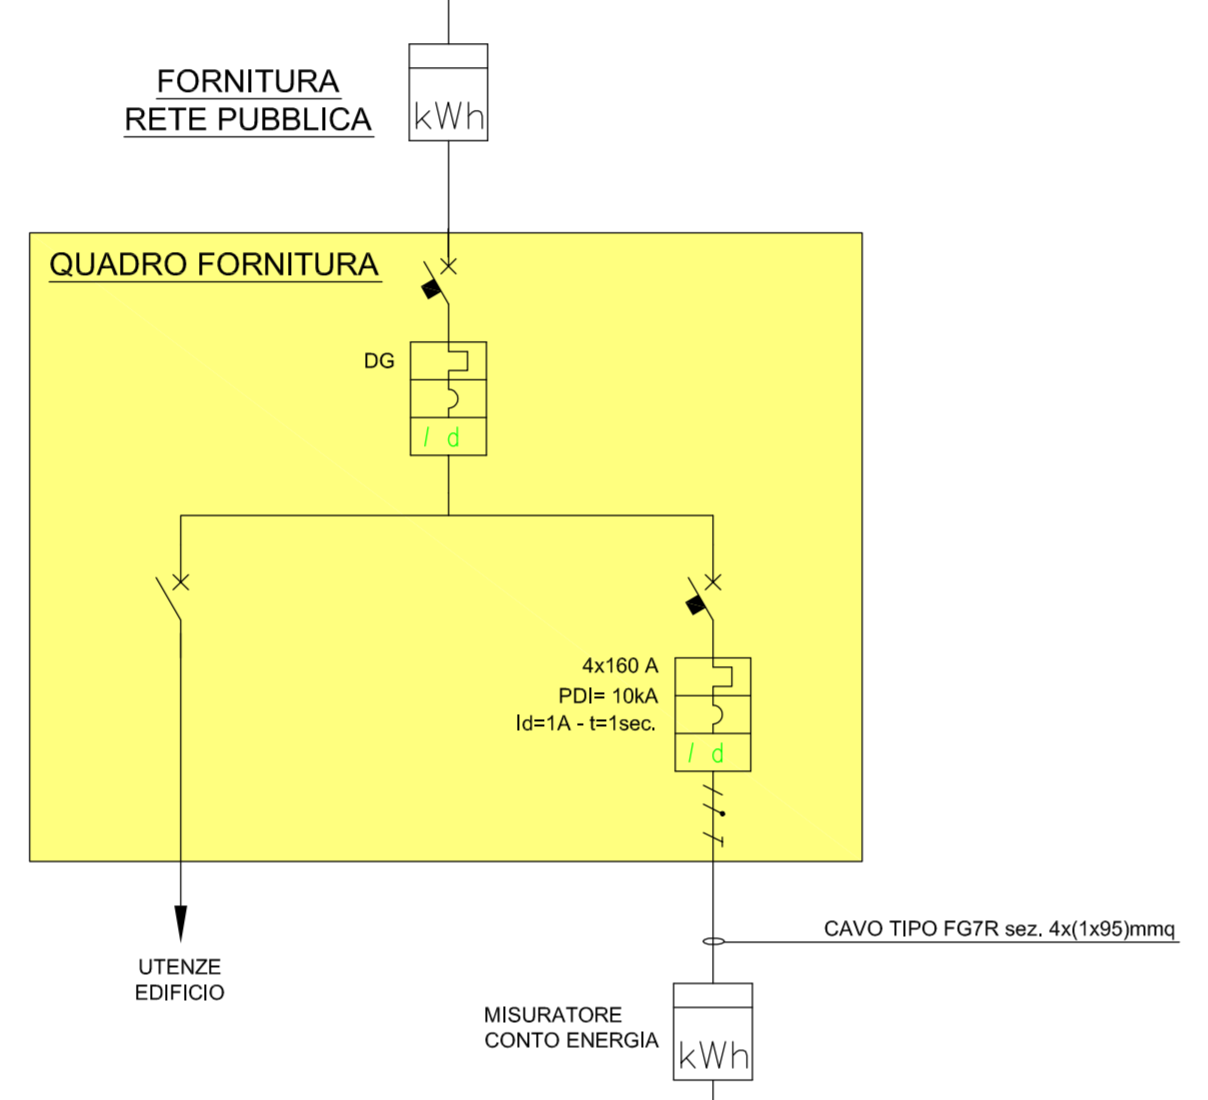 FORNITURA
RETE PUBBLICA
kWh
QUADRO FORNITURA
DG
I d
4x160 A
PDI= 10kA
Id=1A - t=1sec.
I d
CAVO TIPO FG7R sez. 4x(1x95)mmq
UTENZE
EDIFICIO
MISURATORE
CONTO ENERGIA
kWh